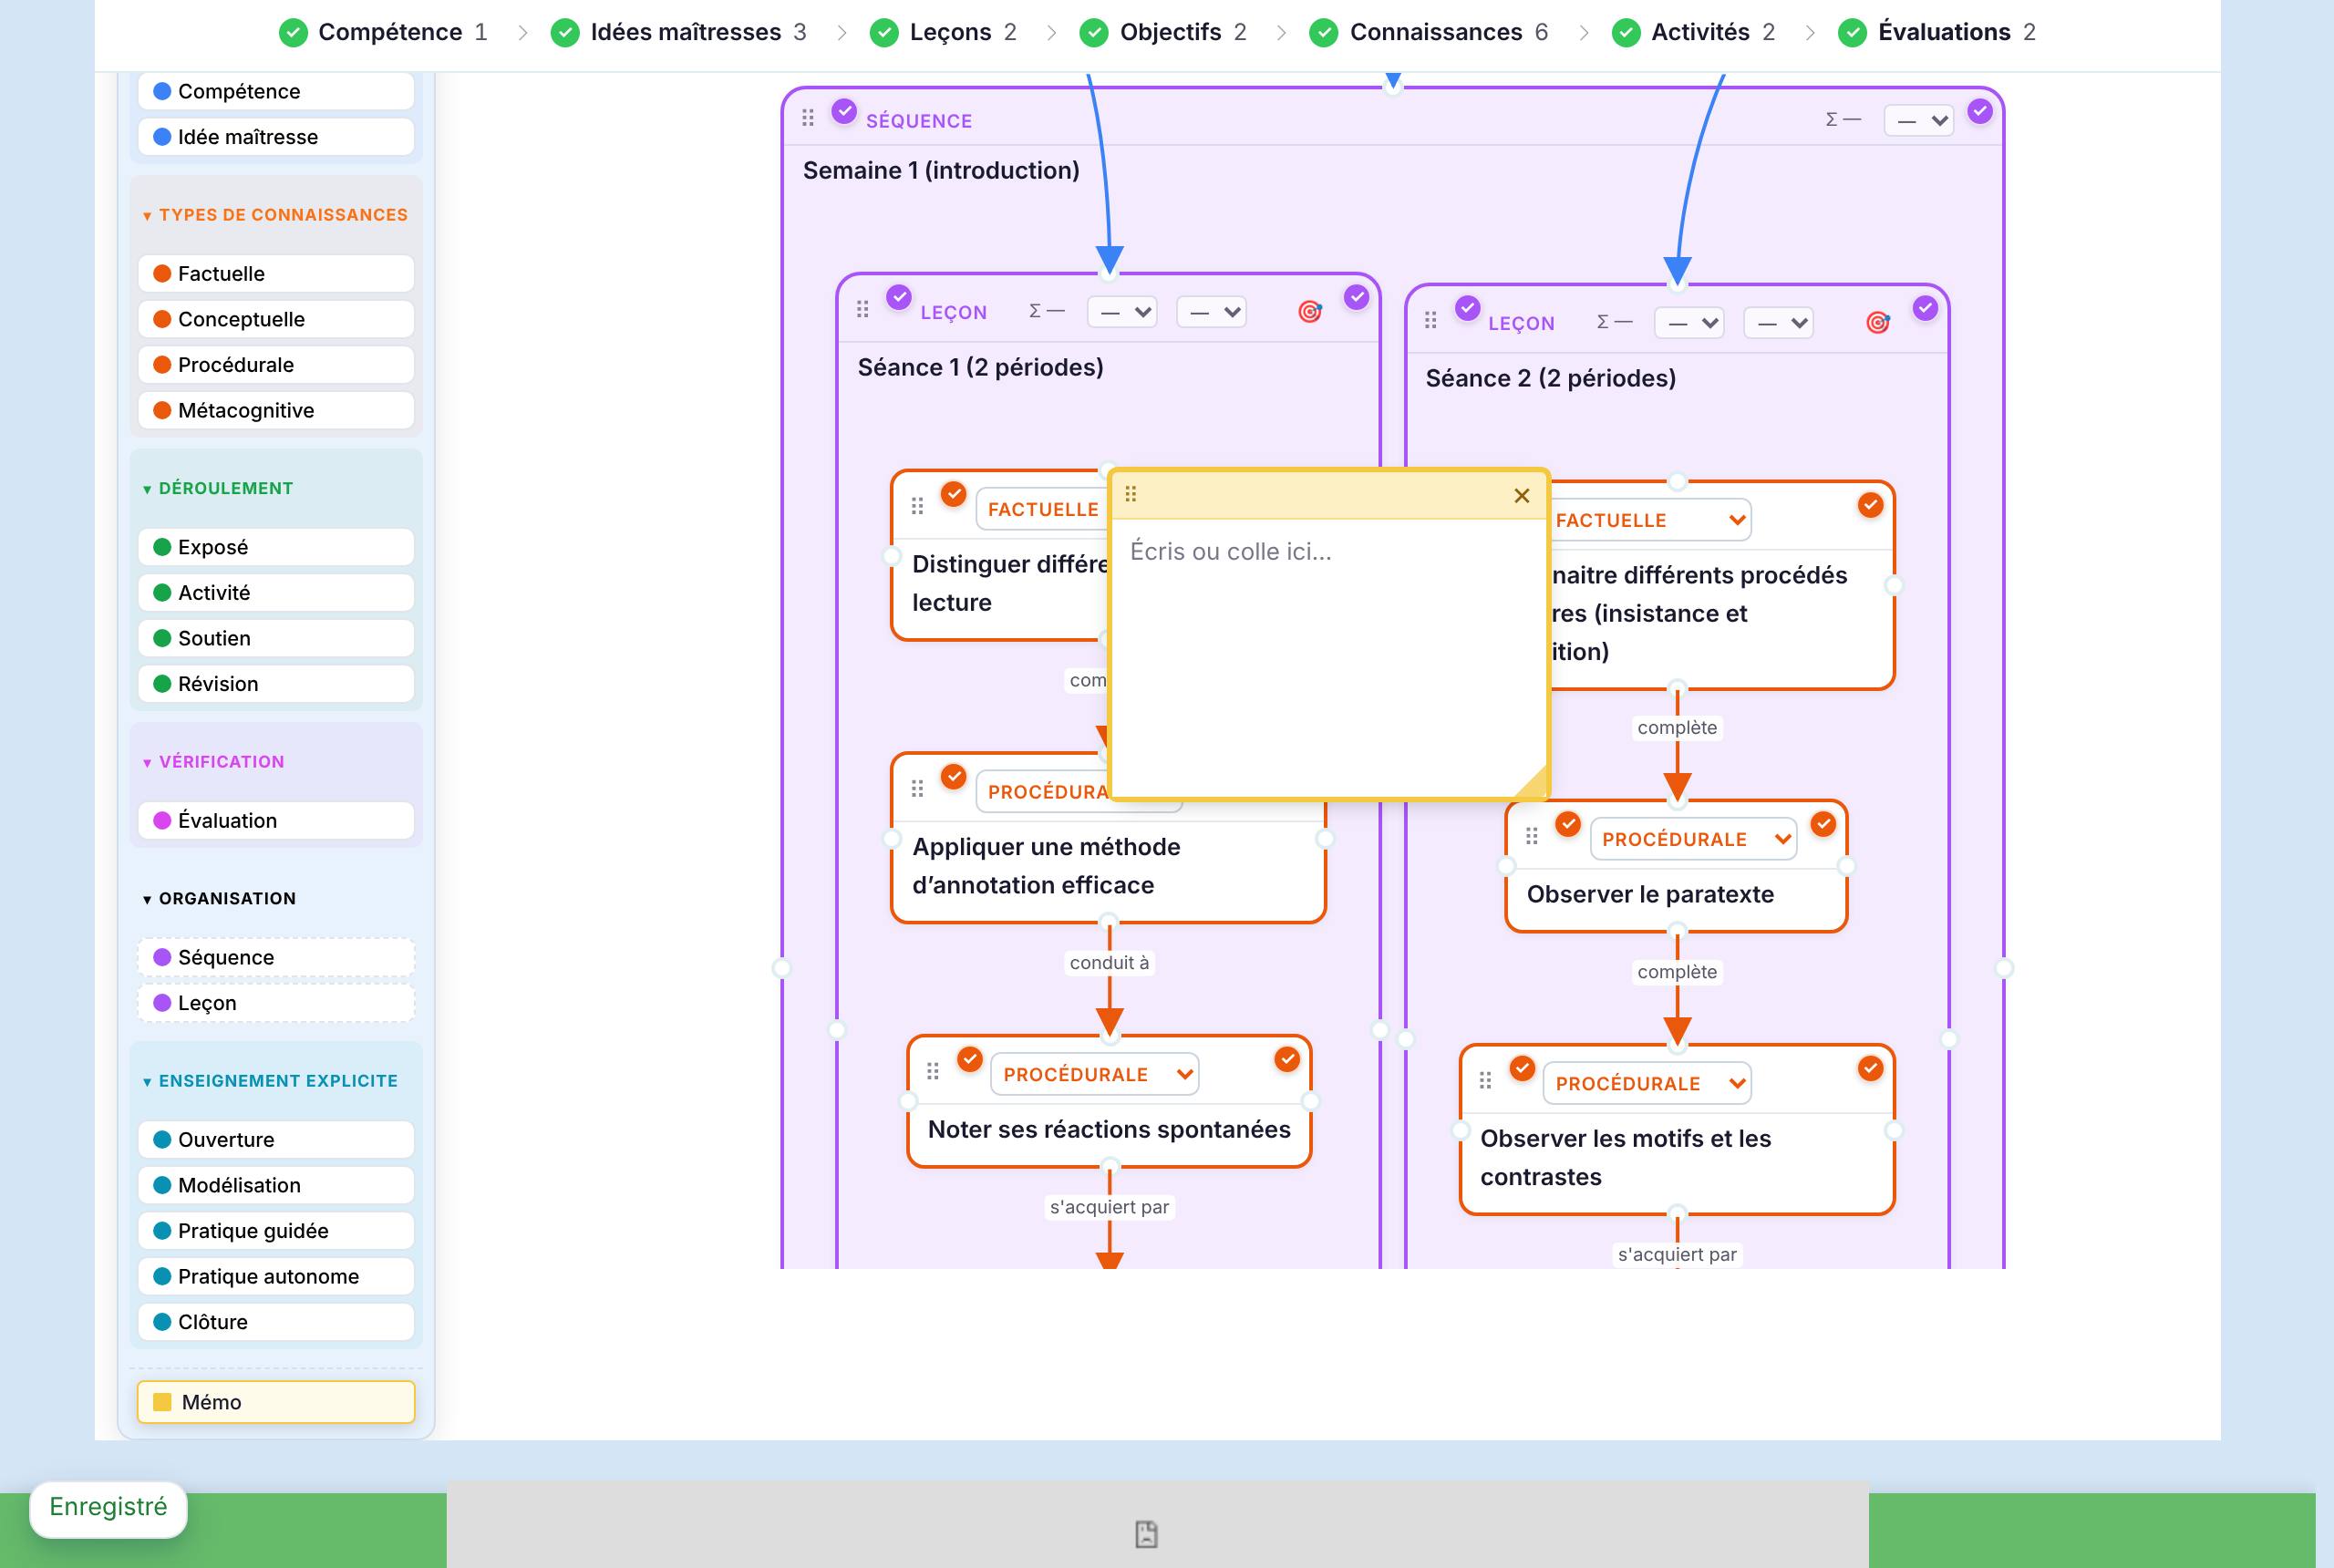 Compétence 1 Idées maîtresses 3 Leçons 2 Objectifs 2 Connaissances 6 Activités 2 Évaluations 2
Compétence
Idée maîtresse
TYPES DE CONNAISSANCES
Factuelle
Conceptuelle
Procédurale
Métacognitive
DÉROULEMENT
Exposé
Activité
Soutien
Révision
VÉRIFICATION
Évaluation
ORGANISATION
Séquence
Leçon
ENSEIGNEMENT EXPLICITE
Ouverture
Modélisation
Pratique guidée
Pratique autonome
Clôture
Mémo
SÉQUENCE Σ — —
Semaine 1 (introduction)
LEÇON Σ — — —
Séance 1 (2 périodes)
FACTUELLE
Distinguer différe
lecture
com
PROCÉDURA
Appliquer une méthode
d’annotation efficace
conduit à
PROCÉDURALE
Noter ses réactions spontanées
s'acquiert par
Écris ou colle ici...
LEÇON Σ — — —
Séance 2 (2 périodes)
FACTUELLE
naitre différents procédés
res (insistance et
ition)
complète
PROCÉDURALE
Observer le paratexte
complète
PROCÉDURALE
Observer les motifs et les
contrastes
s'acquiert par
Enregistré